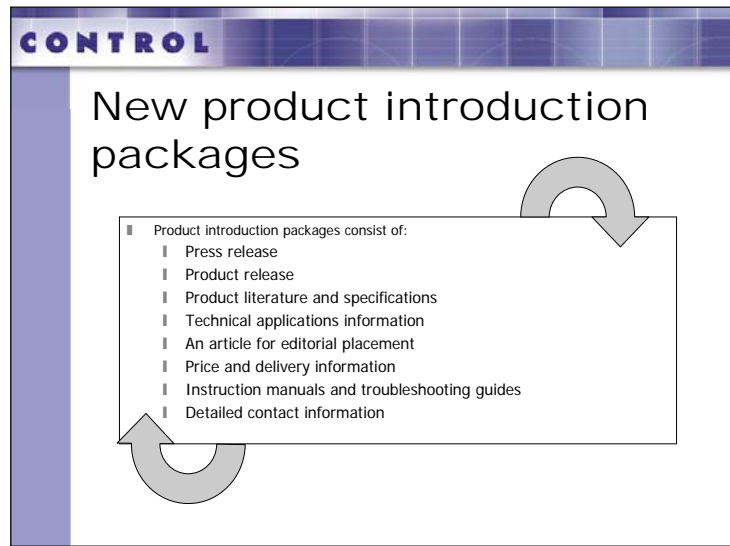 CONTROL
New product introduction
packages
Product introduction packages consist of:
Press release
Product release
Product literature and specifications
Technical applications information
An article for editorial placement
Price and delivery information
Instruction manuals and troubleshooting guides
Detailed contact information